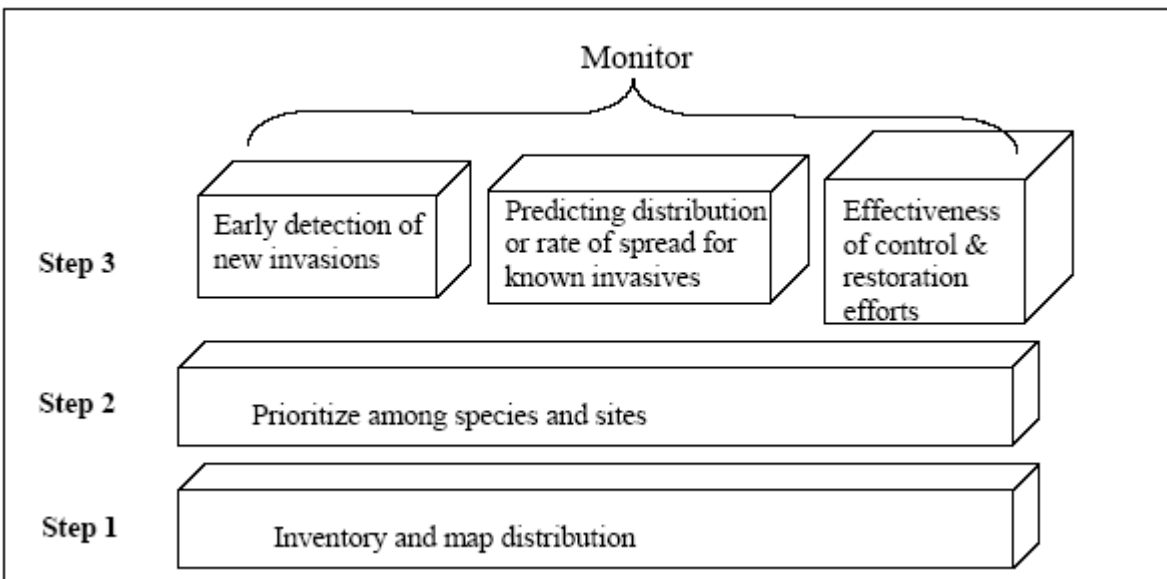 Monitor
Step 3
Early detection of
new invasions
Predicting distribution
or rate of spread for
known invasives
Effectiveness
of control &
restoration
efforts
Step 2
Prioritize among species and sites
Step 1
Inventory and map distribution